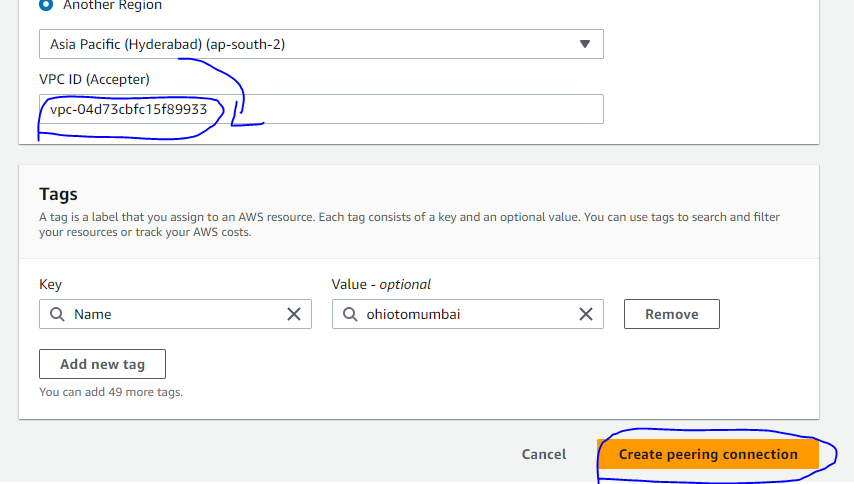 Another Region
Asia Pacific (Hyderabad) (ap-south-2)
VPC ID (Accepter)
vpc-04d73cbfc15f89933
Tags
A tag is a label that you assign to an AWS resource. Each tag consists of a key and an optional value. You can use tags to search and filter
your resources or track your AWS costs.
Key
Value - optional
Name
ohiotomumbai
Remove
Add new tag
You can add 49 more tags.
Cancel
Create peering connection